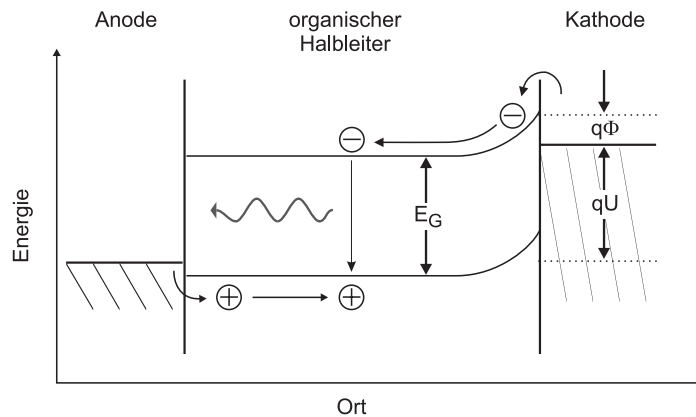 Anode
organischer
Halbleiter
Kathode
qΦ
qU
E_G
Energie
Ort